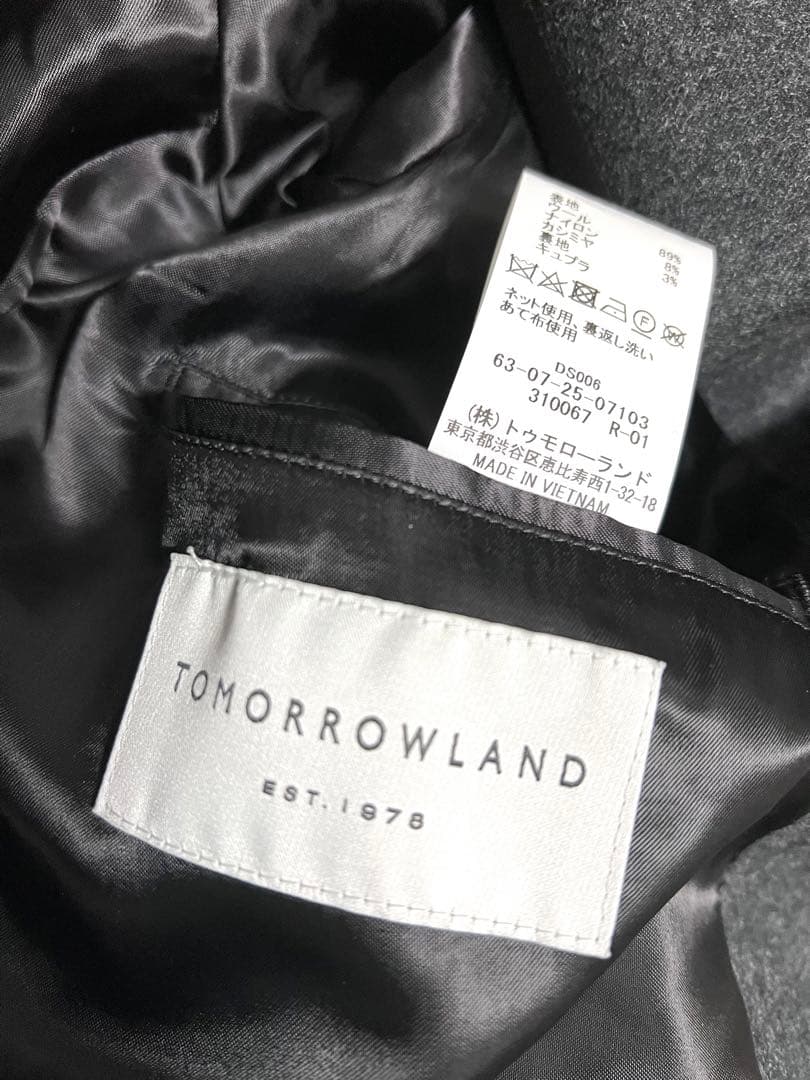 表地
ウール 89%
ナイロン 8%
カシミヤ 3%
裏地
キュプラ
F
ネット使用, 裏返し洗い
あて布使用
DS006
63-07-25-07103
310067 R-01
(株)トゥモローランド
東京都渋谷区恵比寿西1-32-18
MADE IN VIETNAM
TOMORROWLAND
EST. 1978